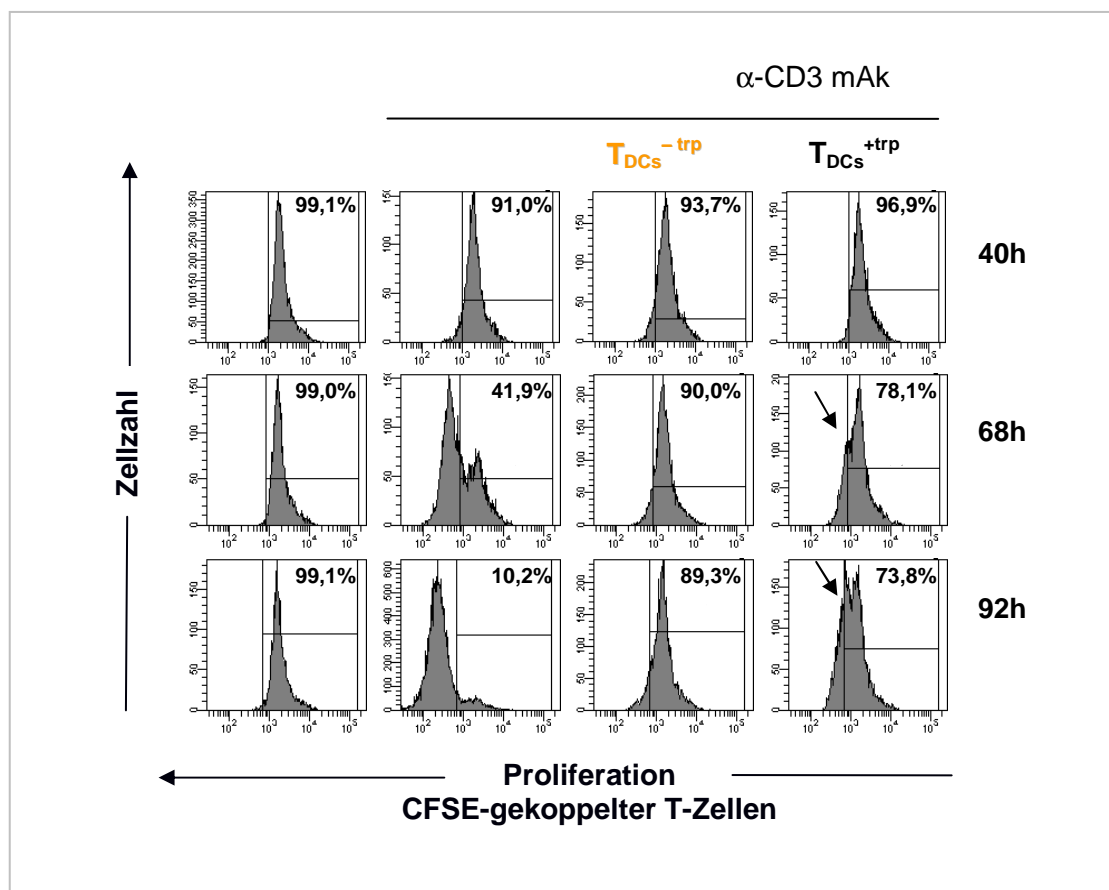 α-CD3 mAk
T_DCs^– trp T_DCs^+trp
99,1% 91,0% 93,7% 96,9% 40h
99,0% 41,9% 90,0% 78,1% 68h
99,1% 10,2% 89,3% 73,8% 92h
Zellzahl
Proliferation
CFSE-gekoppelter T-Zellen